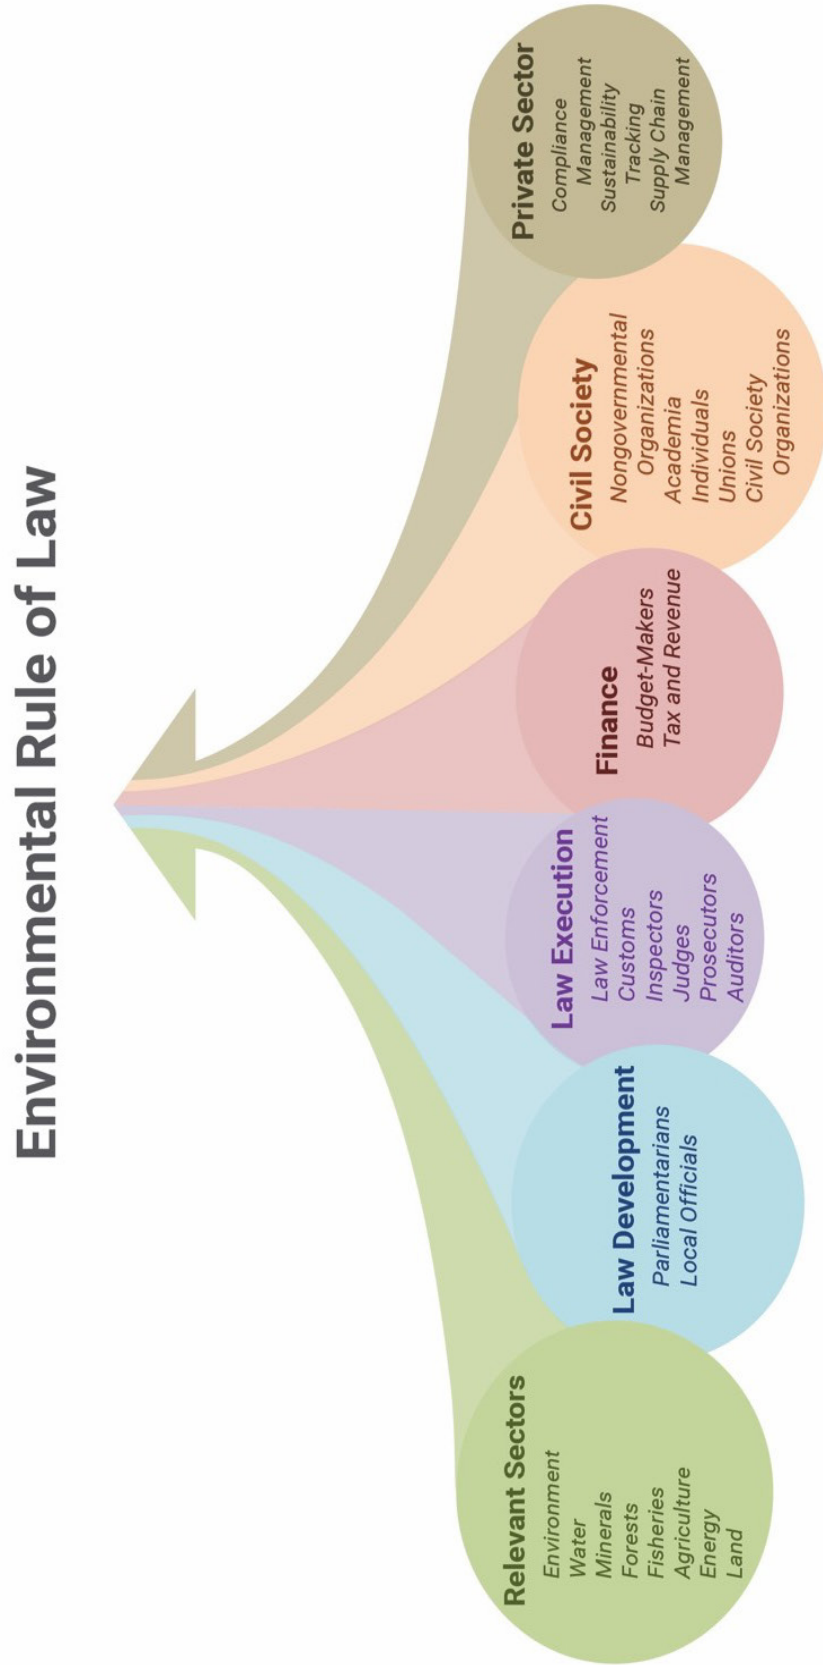 Environmental Rule of Law
Relevant Sectors
Environment
Water
Minerals
Forests
Fisheries
Agriculture
Energy
Land
Law Development
Parliamentarians
Local Officials
Law Execution
Law Enforcement
Customs
Inspectors
Judges
Prosecutors
Auditors
Finance
Budget-Makers
Tax and Revenue
Civil Society
Nongovernmental
Organizations
Academia
Individuals
Unions
Civil Society
Organizations
Private Sector
Compliance
Management
Sustainability
Tracking
Supply Chain
Management